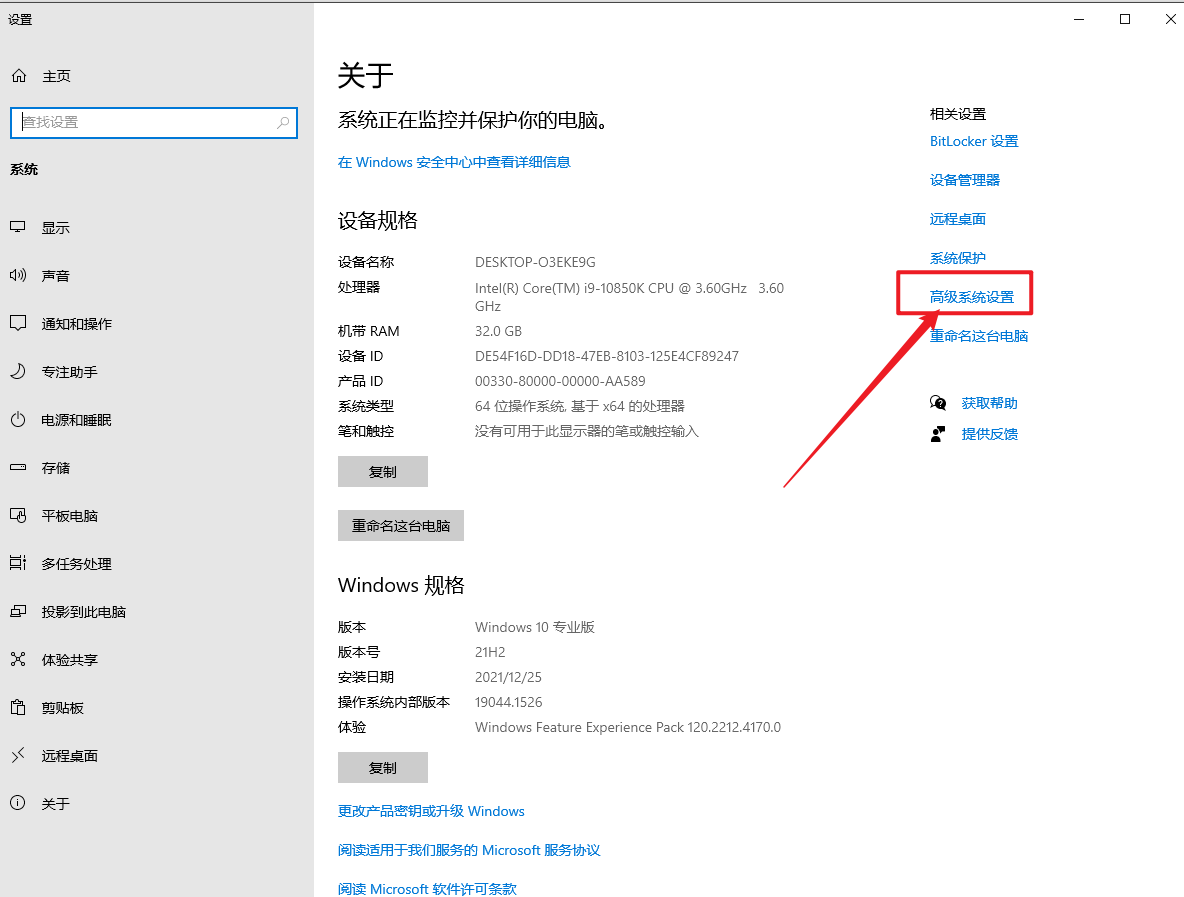 设置
主页
查找设置
系统
显示
声音
通知和操作
专注助手
电源和睡眠
存储
平板电脑
多任务处理
投影到此电脑
体验共享
剪贴板
远程桌面
关于
关于
系统正在监控并保护你的电脑。
在 Windows 安全中心中查看详细信息
设备规格
设备名称 DESKTOP-O3EKE9G
处理器 Intel(R) Core(TM) i9-10850K CPU @ 3.60GHz 3.60
GHz
机带 RAM 32.0 GB
设备 ID DE54F16D-DD18-47EB-8103-125E4CF89247
产品 ID 00330-80000-00000-AA589
系统类型 64 位操作系统, 基于 x64 的处理器
笔和触控 没有可用于此显示器的笔或触控输入
复制
重命名这台电脑
Windows 规格
版本 Windows 10 专业版
版本号 21H2
安装日期 2021/12/25
操作系统内部版本 19044.1526
体验 Windows Feature Experience Pack 120.2212.4170.0
复制
更改产品密钥或升级 Windows
阅读适用于我们服务的 Microsoft 服务协议
阅读 Microsoft 软件许可条款
相关设置
BitLocker 设置
设备管理器
远程桌面
系统保护
高级系统设置
重命名这台电脑
获取帮助
提供反馈